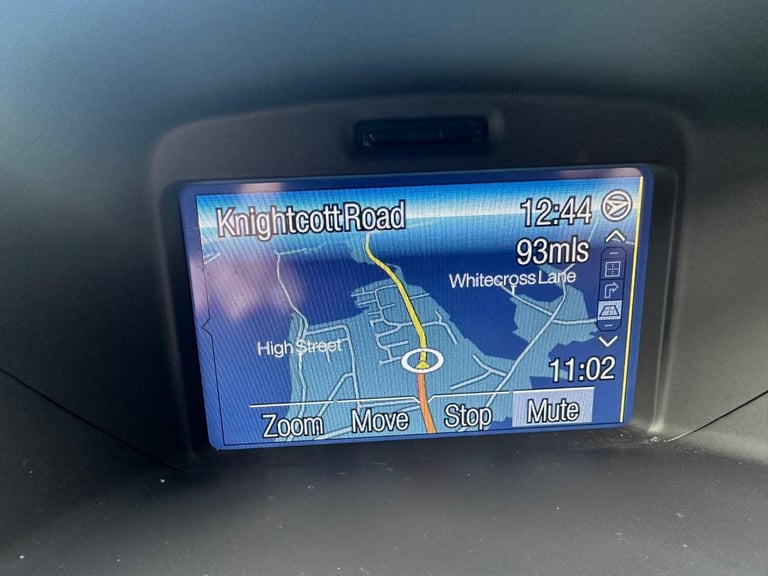 Knightcott Road
12:44
93mls
Whitecross Lane
High Street
11:02
Zoom Move Stop Mute